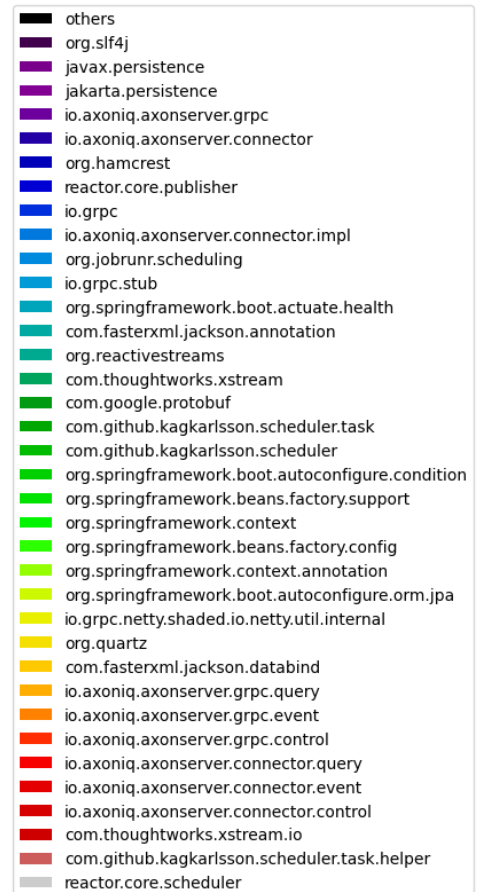 others
org.slf4j
javax.persistence
jakarta.persistence
io.axoniq.axonserver.grpc
io.axoniq.axonserver.connector
org.hamcrest
reactor.core.publisher
io.grpc
io.axoniq.axonserver.connector.impl
org.jobrunr.scheduling
io.grpc.stub
org.springframework.boot.actuate.health
com.fasterxml.jackson.annotation
org.reactivestreams
com.thoughtworks.xstream
com.google.protobuf
com.github.kagkarlsson.scheduler.task
com.github.kagkarlsson.scheduler
org.springframework.boot.autoconfigure.condition
org.springframework.beans.factory.support
org.springframework.context
org.springframework.beans.factory.config
org.springframework.context.annotation
org.springframework.boot.autoconfigure.orm.jpa
io.grpc.netty.shaded.io.netty.util.internal
org.quartz
com.fasterxml.jackson.databind
io.axoniq.axonserver.grpc.query
io.axoniq.axonserver.grpc.event
io.axoniq.axonserver.grpc.control
io.axoniq.axonserver.connector.query
io.axoniq.axonserver.connector.event
io.axoniq.axonserver.connector.control
com.thoughtworks.xstream.io
com.github.kagkarlsson.scheduler.task.helper
reactor.core.scheduler